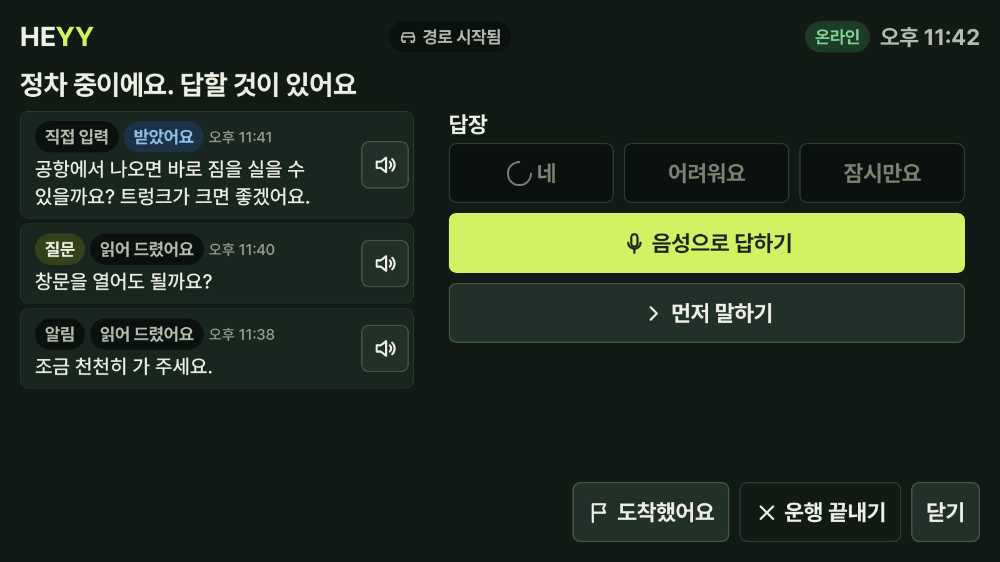 HEYY
경로 시작됨
온라인 오후 11:42
정차 중이에요. 답할 것이 있어요
직접 입력 받았어요 오후 11:41
공항에서 나오면 바로 짐을 실을 수
있을까요? 트렁크가 크면 좋겠어요.
질문 읽어 드렸어요 오후 11:40
창문을 열어도 될까요?
알림 읽어 드렸어요 오후 11:38
조금 천천히 가 주세요.
답장
네 어려워요 잠시만요
음성으로 답하기
먼저 말하기
도착했어요 운행 끝내기 닫기